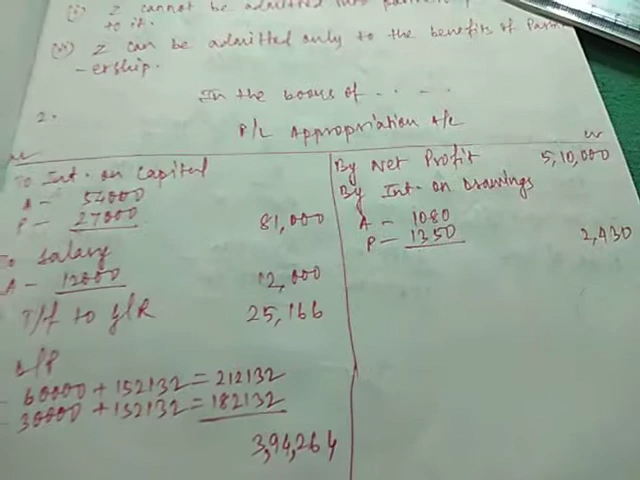 (i) Z cannot be admitted into
to it.
(ii) Z can be admitted only to the benefits of Partn
-ership.
In the books of . . - - .
2.
P/L Appropriation A/c
Dr Cr
To Int. on Capital
A - 54000
P - 27000 81,000
To Salary
A - 12000 12,000
T/f to G/R 25,166
S/P
- 60000 + 152132 = 212132
- 30000 + 152132 = 182132
3,94,264
By Net Profit 5,10,000
By Int. on Drawings
A - 1080
P - 1350 2,430